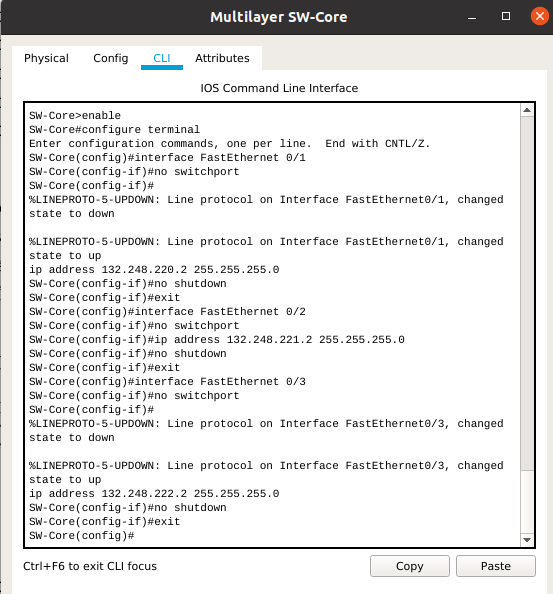 Multilayer SW-Core
Physical Config CLI Attributes
IOS Command Line Interface
SW-Core>enable
SW-Core#configure terminal
Enter configuration commands, one per line.  End with CNTL/Z.
SW-Core(config)#interface FastEthernet 0/1
SW-Core(config-if)#no switchport
SW-Core(config-if)#
%LINEPROTO-5-UPDOWN: Line protocol on Interface FastEthernet0/1, changed
state to down
%LINEPROTO-5-UPDOWN: Line protocol on Interface FastEthernet0/1, changed
state to up
ip address 132.248.220.2 255.255.255.0
SW-Core(config-if)#no shutdown
SW-Core(config-if)#exit
SW-Core(config)#interface FastEthernet 0/2
SW-Core(config-if)#no switchport
SW-Core(config-if)#ip address 132.248.221.2 255.255.255.0
SW-Core(config-if)#no shutdown
SW-Core(config-if)#exit
SW-Core(config)#interface FastEthernet 0/3
SW-Core(config-if)#no switchport
SW-Core(config-if)#
%LINEPROTO-5-UPDOWN: Line protocol on Interface FastEthernet0/3, changed
state to down
%LINEPROTO-5-UPDOWN: Line protocol on Interface FastEthernet0/3, changed
state to up
ip address 132.248.222.2 255.255.255.0
SW-Core(config-if)#no shutdown
SW-Core(config-if)#exit
SW-Core(config)#
Ctrl+F6 to exit CLI focus Copy Paste